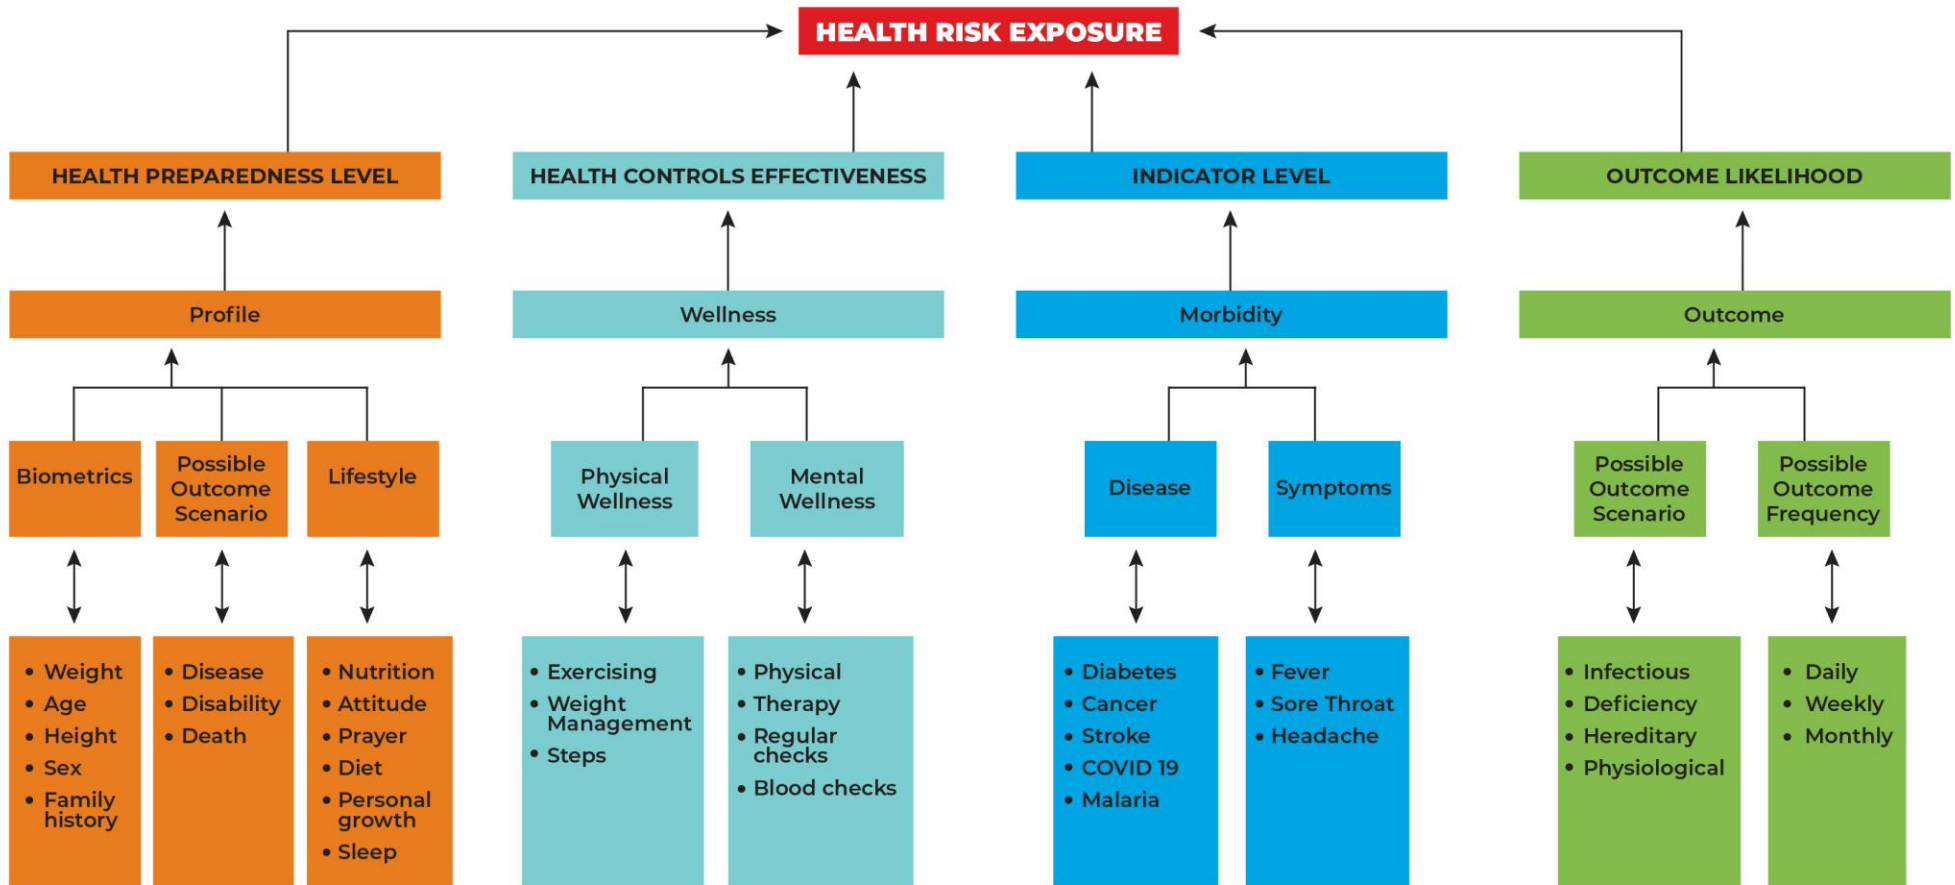 HEALTH RISK EXPOSURE
HEALTH PREPAREDNESS LEVEL
HEALTH CONTROLS EFFECTIVENESS
INDICATOR LEVEL
OUTCOME LIKELIHOOD
Profile
Wellness
Morbidity
Outcome
Biometrics
Possible
Outcome
Scenario
Lifestyle
Physical
Wellness
Mental
Wellness
Disease
Symptoms
Possible
Outcome
Scenario
Possible
Outcome
Frequency
• Weight
• Age
• Height
• Sex
• Family
history
• Disease
• Disability
• Death
• Nutrition
• Attitude
• Prayer
• Diet
• Personal
growth
• Sleep
• Exercising
• Weight
Management
• Steps
• Physical
• Therapy
• Regular
checks
• Blood checks
• Diabetes
• Cancer
• Stroke
• COVID 19
• Malaria
• Fever
• Sore Throat
• Headache
• Infectious
• Deficiency
• Hereditary
• Physiological
• Daily
• Weekly
• Monthly